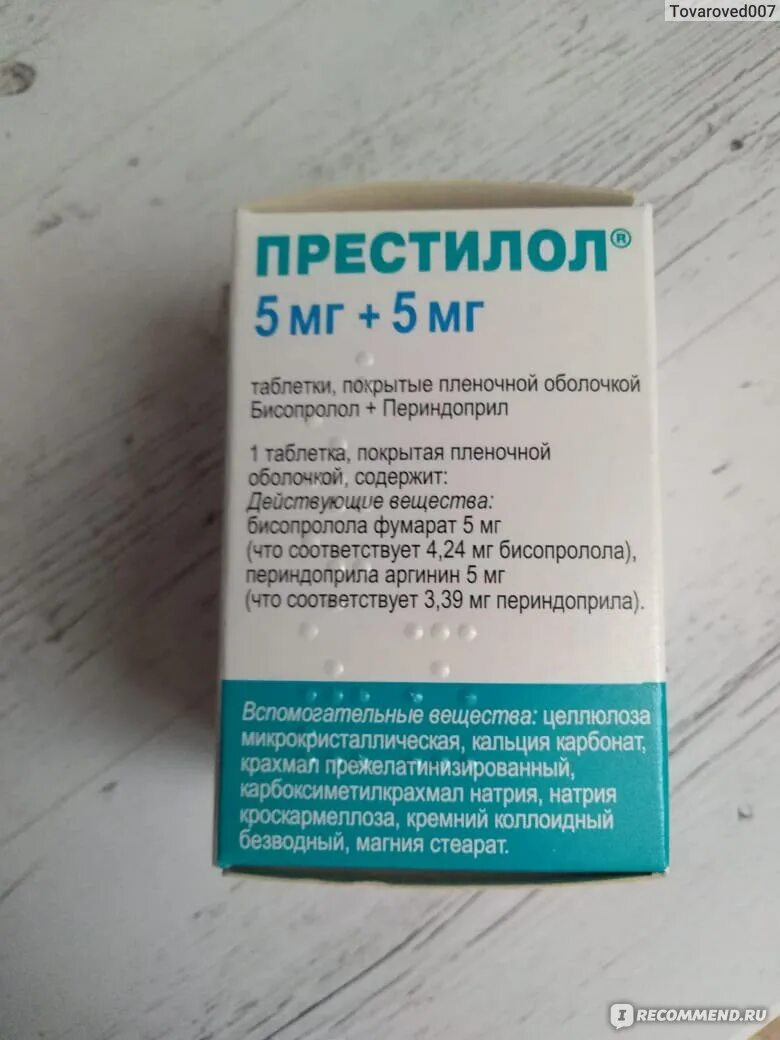 Tovaroved007
ПРЕСТИЛОЛ®
5 мг + 5 мг
таблетки, покрытые пленочной оболочкой
Бисопролол + Периндоприл
1 таблетка, покрытая пленочной
оболочкой, содержит:
Действующие вещества:
бисопролола фумарат 5 мг
(что соответствует 4,24 мг бисопролола),
периндоприла аргинин 5 мг
(что соответствует 3,39 мг периндоприла).
Вспомогательные вещества: целлюлоза
микрокристаллическая, кальция карбонат,
крахмал прежелатинизированный,
карбоксиметилкрахмал натрия, натрия
кроскармеллоза, кремний коллоидный
безводный, магния стеарат.
I RECOMMEND.RU